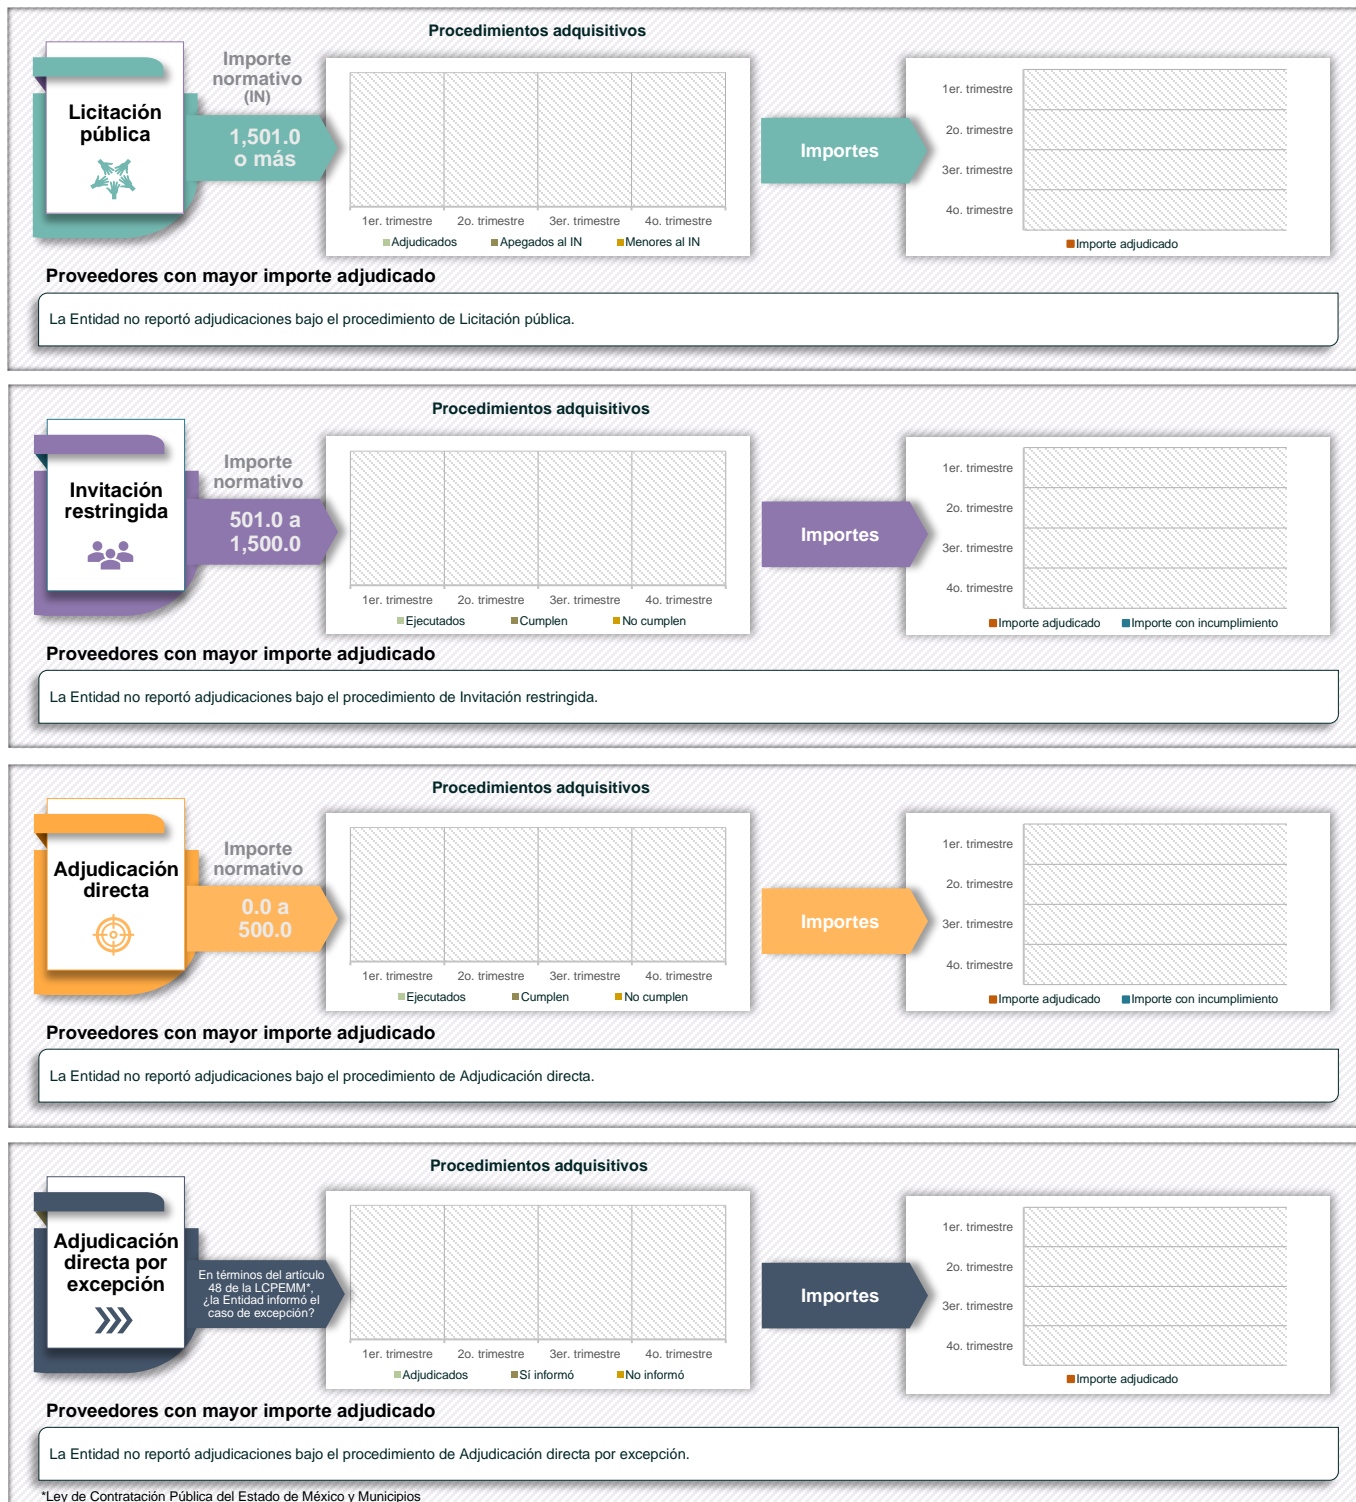 Procedimientos adquisitivos
Licitación
pública
Importe
normativo
(IN)
1,501.0
o más
1er. trimestre 2o. trimestre 3er. trimestre 4o. trimestre
Adjudicados Apegados al IN Menores al IN
Importes
1er. trimestre
2o. trimestre
3er. trimestre
4o. trimestre
Importe adjudicado
Proveedores con mayor importe adjudicado
La Entidad no reportó adjudicaciones bajo el procedimiento de Licitación pública.
Procedimientos adquisitivos
Invitación
restringida
Importe
normativo
501.0 a
1,500.0
1er. trimestre 2o. trimestre 3er. trimestre 4o. trimestre
Ejecutados Cumplen No cumplen
Importes
1er. trimestre
2o. trimestre
3er. trimestre
4o. trimestre
Importe adjudicado Importe con incumplimiento
Proveedores con mayor importe adjudicado
La Entidad no reportó adjudicaciones bajo el procedimiento de Invitación restringida.
Procedimientos adquisitivos
Adjudicación
directa
Importe
normativo
0.0 a
500.0
1er. trimestre 2o. trimestre 3er. trimestre 4o. trimestre
Ejecutados Cumplen No cumplen
Importes
1er. trimestre
2o. trimestre
3er. trimestre
4o. trimestre
Importe adjudicado Importe con incumplimiento
Proveedores con mayor importe adjudicado
La Entidad no reportó adjudicaciones bajo el procedimiento de Adjudicación directa.
Procedimientos adquisitivos
Adjudicación
directa por
excepción
En términos del artículo
48 de la LCPEMM*,
¿la Entidad informó el
caso de excepción?
1er. trimestre 2o. trimestre 3er. trimestre 4o. trimestre
Adjudicados Sí informó No informó
Importes
1er. trimestre
2o. trimestre
3er. trimestre
4o. trimestre
Importe adjudicado
Proveedores con mayor importe adjudicado
La Entidad no reportó adjudicaciones bajo el procedimiento de Adjudicación directa por excepción.
*Ley de Contratación Pública del Estado de México y Municipios